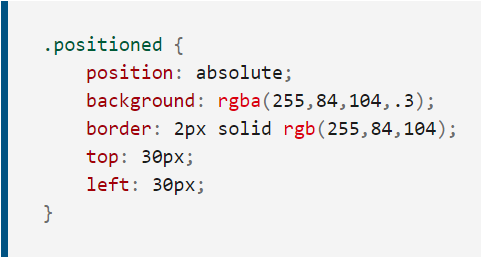 .positioned {
    position: absolute;
    background: rgba(255,84,104,.3);
    border: 2px solid rgb(255,84,104);
    top: 30px;
    left: 30px;
}